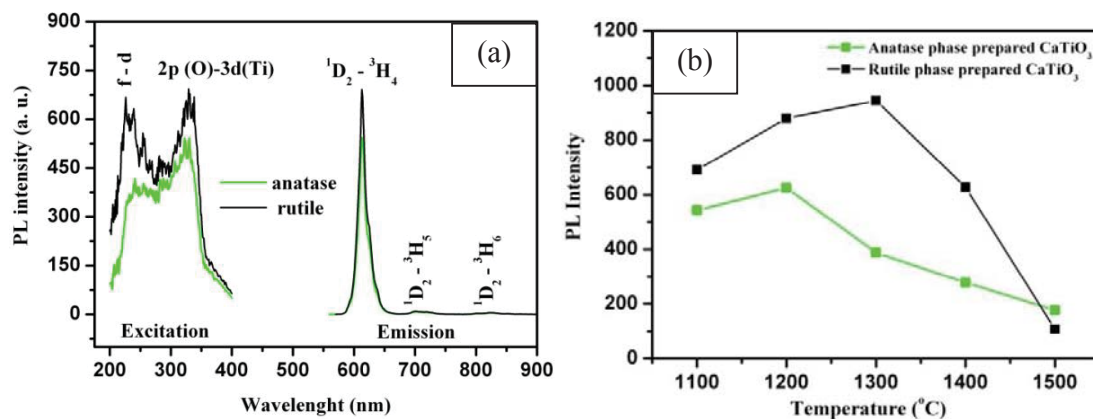 (a)
900
750
600
450
300
150
0
PL intensity (a. u.)
f - d
2p (O)-3d(Ti)
¹D₂ - ³H₄
anatase
rutile
¹D₂ - ³H₅
¹D₂ - ³H₆
Excitation
Emission
200 300 400 500 600 700 800 900
Wavelenght (nm)
(b)
1200
1000
800
600
400
200
0
PL Intensity
Anatase phase prepared CaTiO₃
Rutile phase prepared CaTiO₃
1100 1200 1300 1400 1500
Temperature (°C)